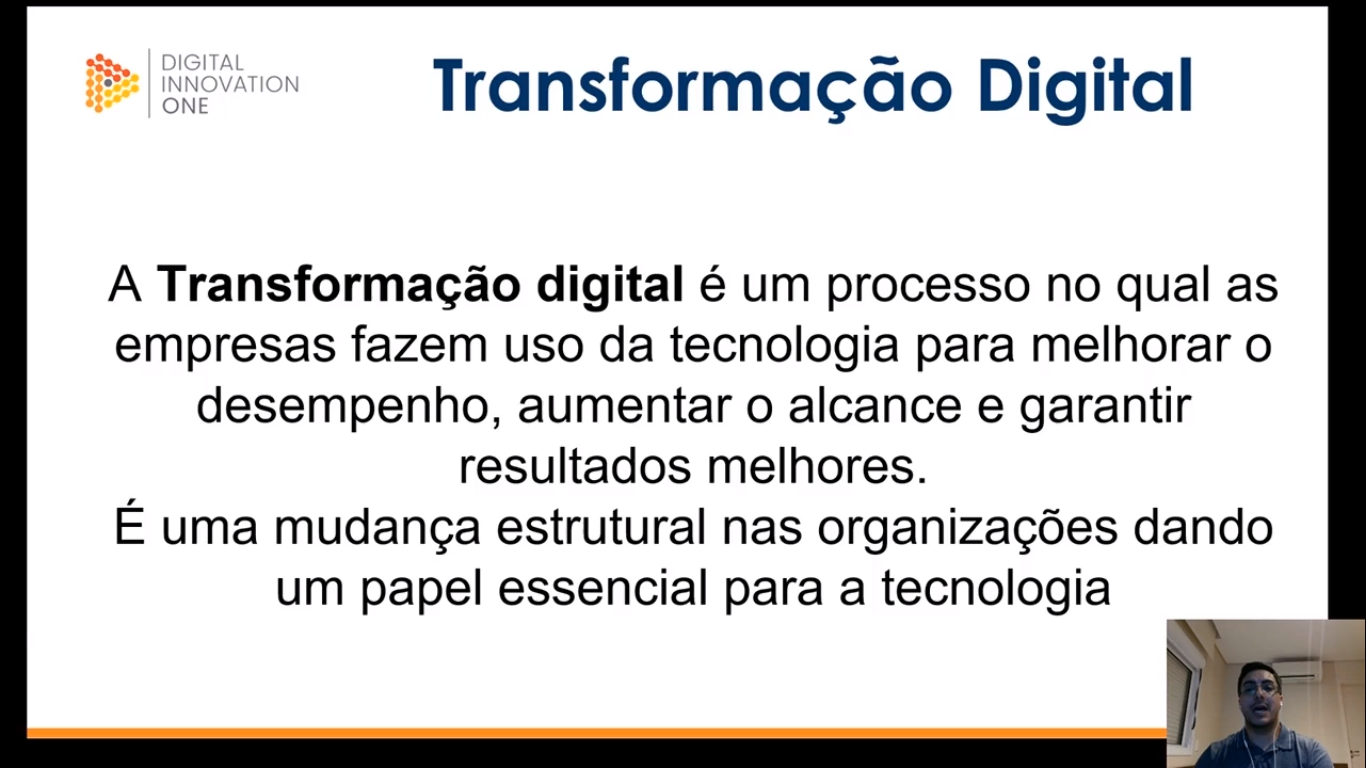 DIGITAL
INNOVATION
ONE
Transformação Digital
A Transformação digital é um processo no qual as
empresas fazem uso da tecnologia para melhorar o
desempenho, aumentar o alcance e garantir
resultados melhores.
É uma mudança estrutural nas organizações dando
um papel essencial para a tecnologia